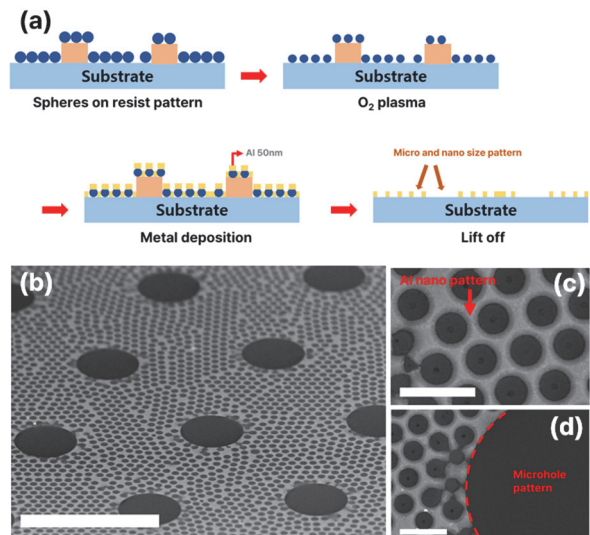 (a)
Substrate
Spheres on resist pattern
Substrate
O₂ plasma
Al 50nm
Substrate
Metal deposition
Micro and nano size pattern
Substrate
Lift off
(b)
Al nano pattern
(c)
(d)
Microhole
pattern